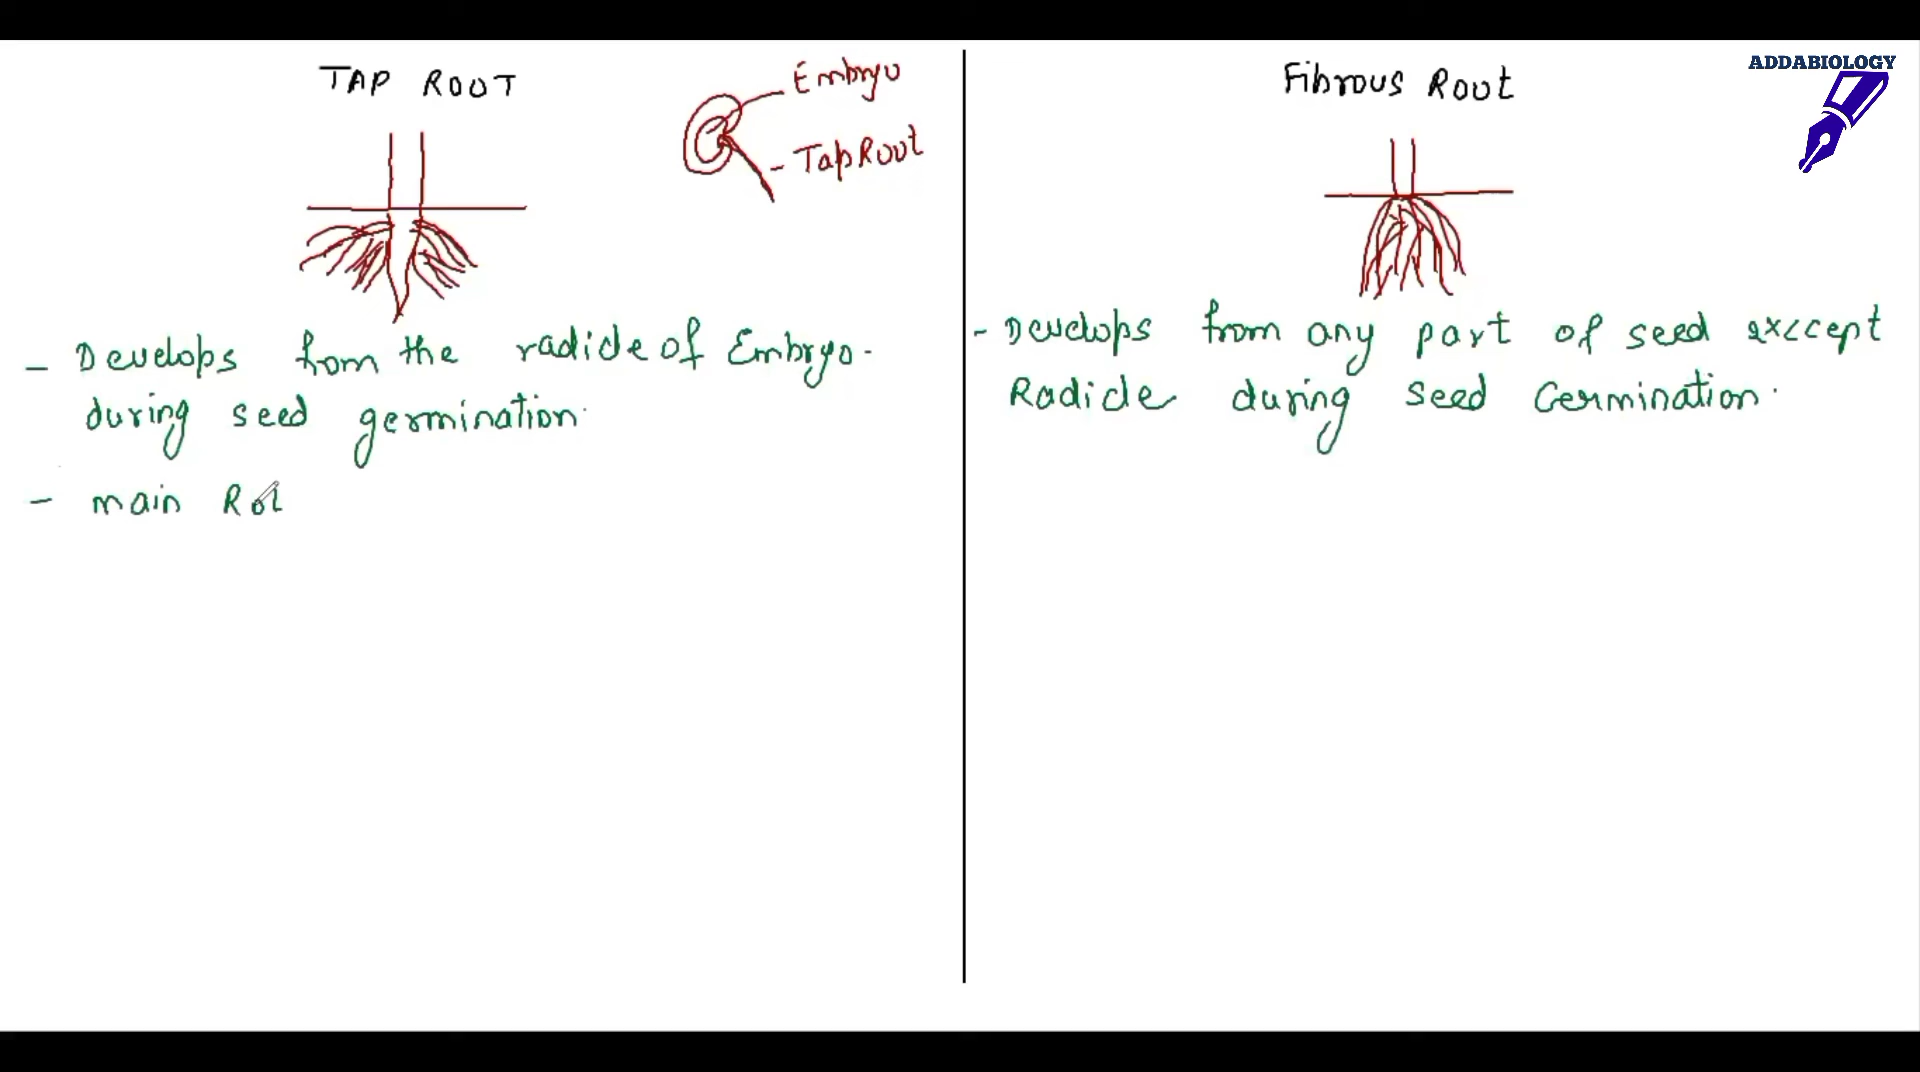 TAP ROOT
Embryo
- TapRoot
- Develops from the radicle of Embryo.
during seed germination.
- main Ro
Fibrous Root
ADDABIOLOGY
- Develops from any part of seed except
Radicle during seed Germination.